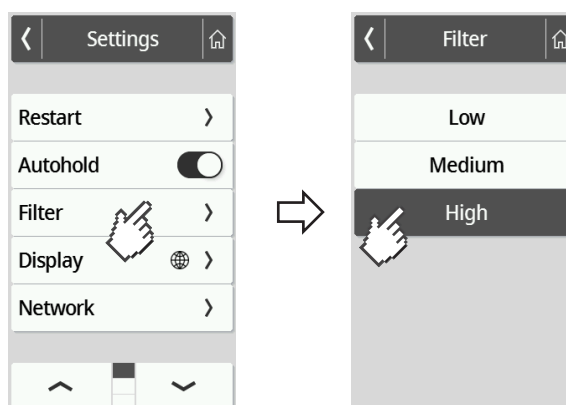 Settings
Restart
Autohold
Filter
Display
Network
Filter
Low
Medium
High